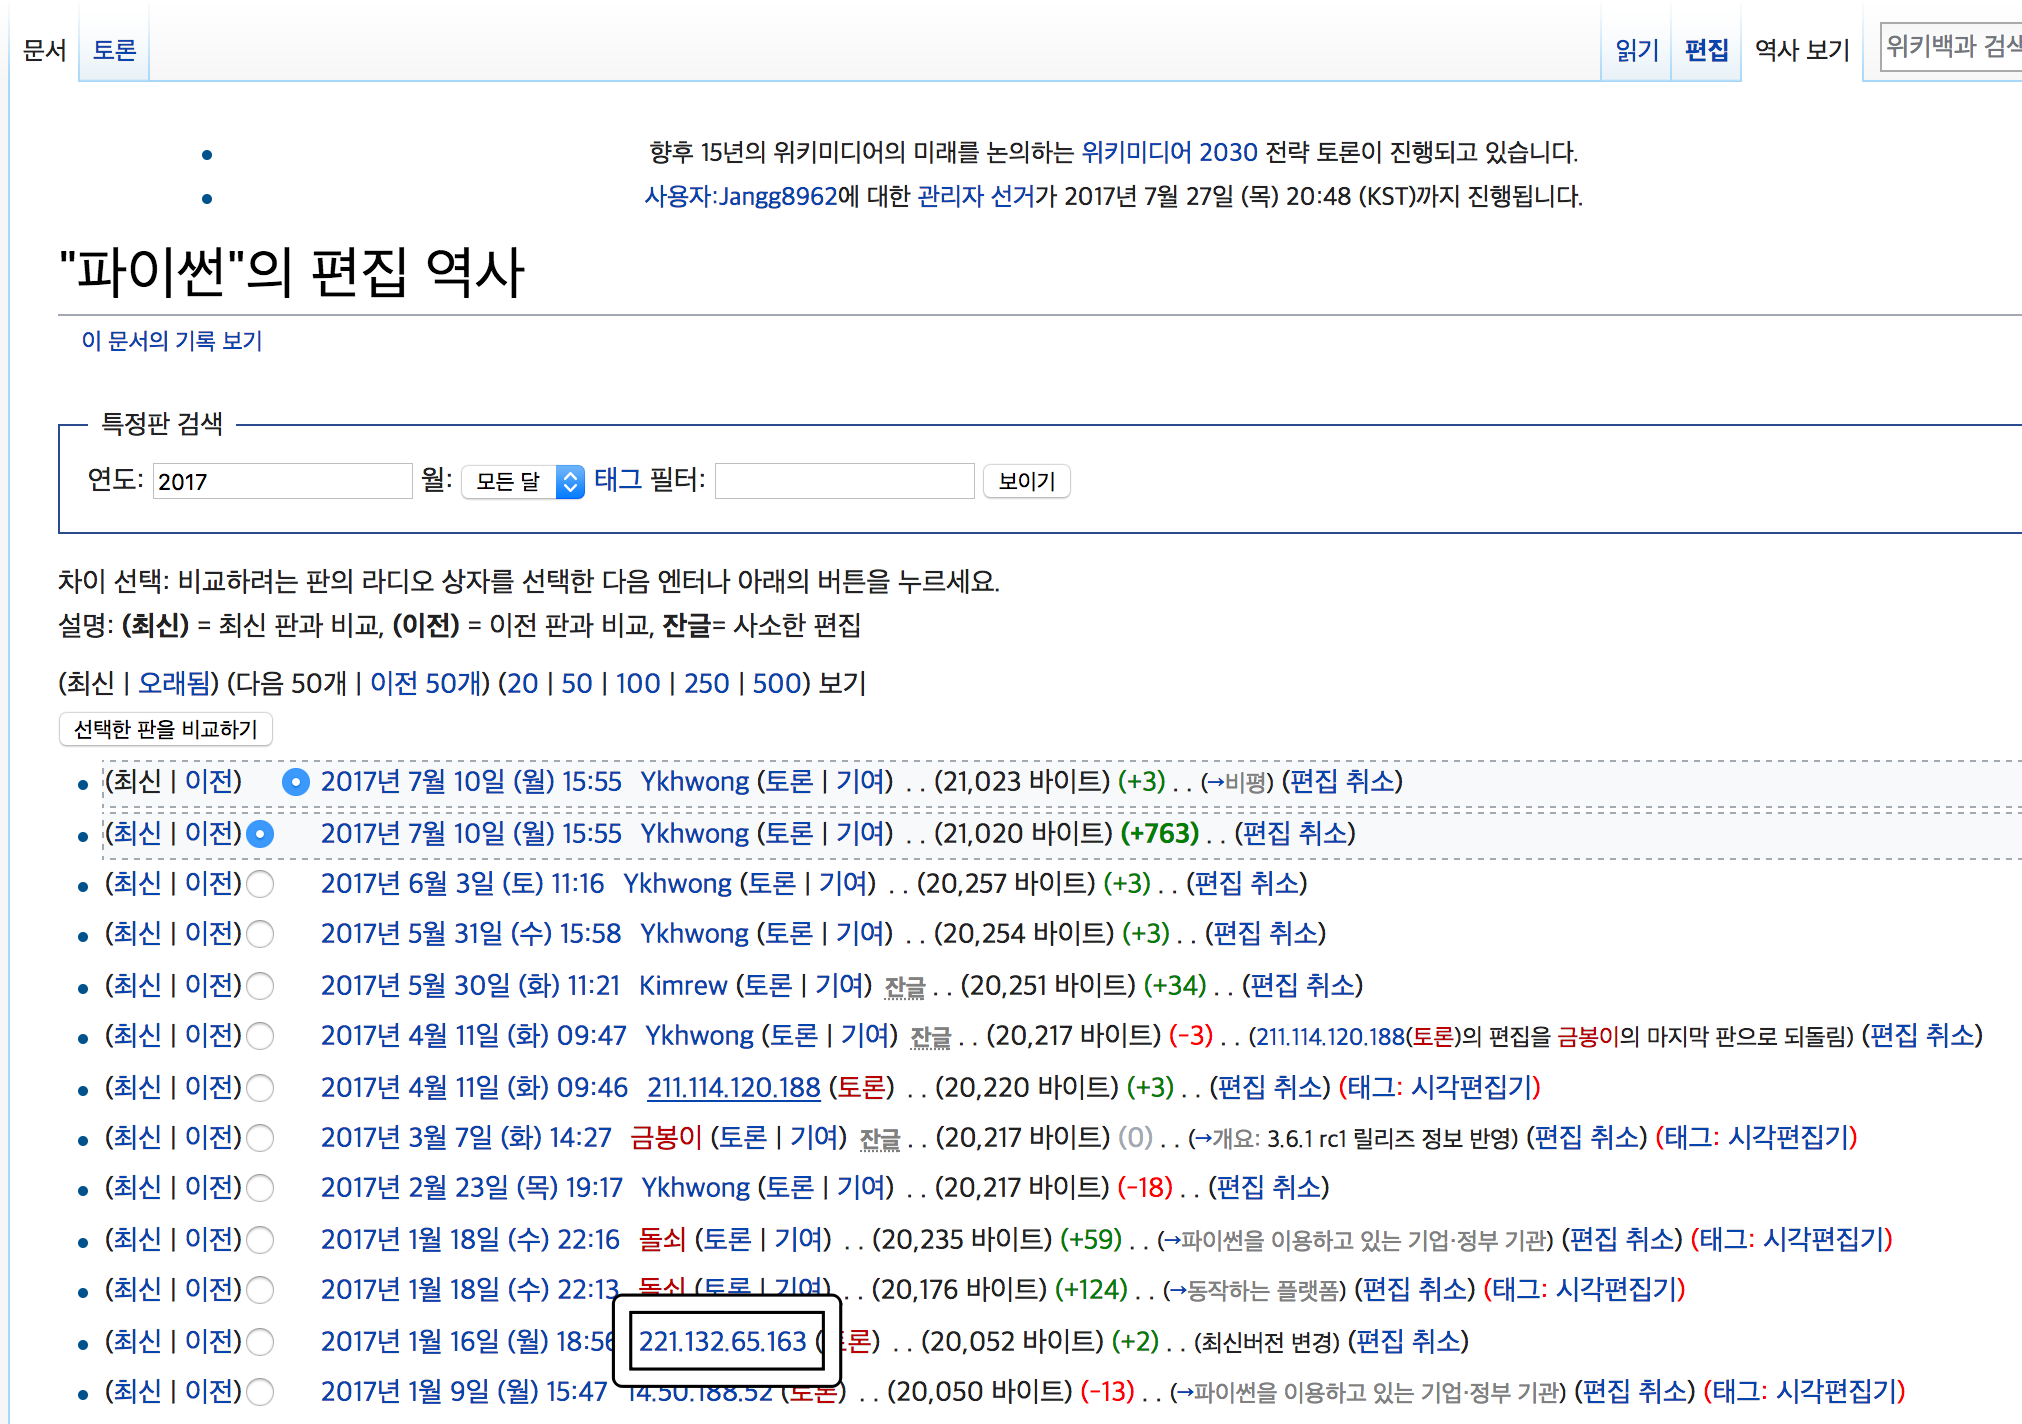 문서 토론 읽기 편집 역사 보기 위키백과 검색
향후 15년의 위키미디어의 미래를 논의하는 위키미디어 2030 전략 토론이 진행되고 있습니다.
사용자:Jangg8962에 대한 관리자 선거가 2017년 7월 27일 (목) 20:48 (KST)까지 진행됩니다.
"파이썬"의 편집 역사
이 문서의 기록 보기
특정판 검색
연도: 2017 월: 모든 달 태그 필터: 보이기
차이 선택: 비교하려는 판의 라디오 상자를 선택한 다음 엔터나 아래의 버튼을 누르세요.
설명: (최신) = 최신 판과 비교, (이전) = 이전 판과 비교, 잔글= 사소한 편집
(최신 | 오래됨) (다음 50개 | 이전 50개) (20 | 50 | 100 | 250 | 500) 보기
선택한 판을 비교하기
(최신 | 이전) 2017년 7월 10일 (월) 15:55 Ykhwong (토론 | 기여) . . (21,023 바이트) (+3) . . (→비평) (편집 취소)
(최신 | 이전) 2017년 7월 10일 (월) 15:55 Ykhwong (토론 | 기여) . . (21,020 바이트) (+763) . . (편집 취소)
(최신 | 이전) 2017년 6월 3일 (토) 11:16 Ykhwong (토론 | 기여) . . (20,257 바이트) (+3) . . (편집 취소)
(최신 | 이전) 2017년 5월 31일 (수) 15:58 Ykhwong (토론 | 기여) . . (20,254 바이트) (+3) . . (편집 취소)
(최신 | 이전) 2017년 5월 30일 (화) 11:21 Kimrew (토론 | 기여) 잔글 . . (20,251 바이트) (+34) . . (편집 취소)
(최신 | 이전) 2017년 4월 11일 (화) 09:47 Ykhwong (토론 | 기여) 잔글 . . (20,217 바이트) (-3) . . (211.114.120.188(토론)의 편집을 금봉이의 마지막 판으로 되돌림) (편집 취소)
(최신 | 이전) 2017년 4월 11일 (화) 09:46 211.114.120.188 (토론) . . (20,220 바이트) (+3) . . (편집 취소) (태그: 시각편집기)
(최신 | 이전) 2017년 3월 7일 (화) 14:27 금봉이 (토론 | 기여) 잔글 . . (20,217 바이트) (0) . . (→개요: 3.6.1 rc1 릴리즈 정보 반영) (편집 취소) (태그: 시각편집기)
(최신 | 이전) 2017년 2월 23일 (목) 19:17 Ykhwong (토론 | 기여) . . (20,217 바이트) (-18) . . (편집 취소)
(최신 | 이전) 2017년 1월 18일 (수) 22:16 돌쇠 (토론 | 기여) . . (20,235 바이트) (+59) . . (→파이썬을 이용하고 있는 기업·정부 기관) (편집 취소) (태그: 시각편집기)
(최신 | 이전) 2017년 1월 18일 (수) 22:13 돌쇠 (토론 | 기여) . . (20,176 바이트) (+124) . . (→동작하는 플랫폼) (편집 취소) (태그: 시각편집기)
(최신 | 이전) 2017년 1월 16일 (월) 18:56 221.132.65.163 (토론) . . (20,052 바이트) (+2) . . (최신버전 변경) (편집 취소)
(최신 | 이전) 2017년 1월 9일 (월) 15:47 14.50.188.52 (토론) . . (20,050 바이트) (-13) . . (→파이썬을 이용하고 있는 기업·정부 기관) (편집 취소) (태그: 시각편집기)